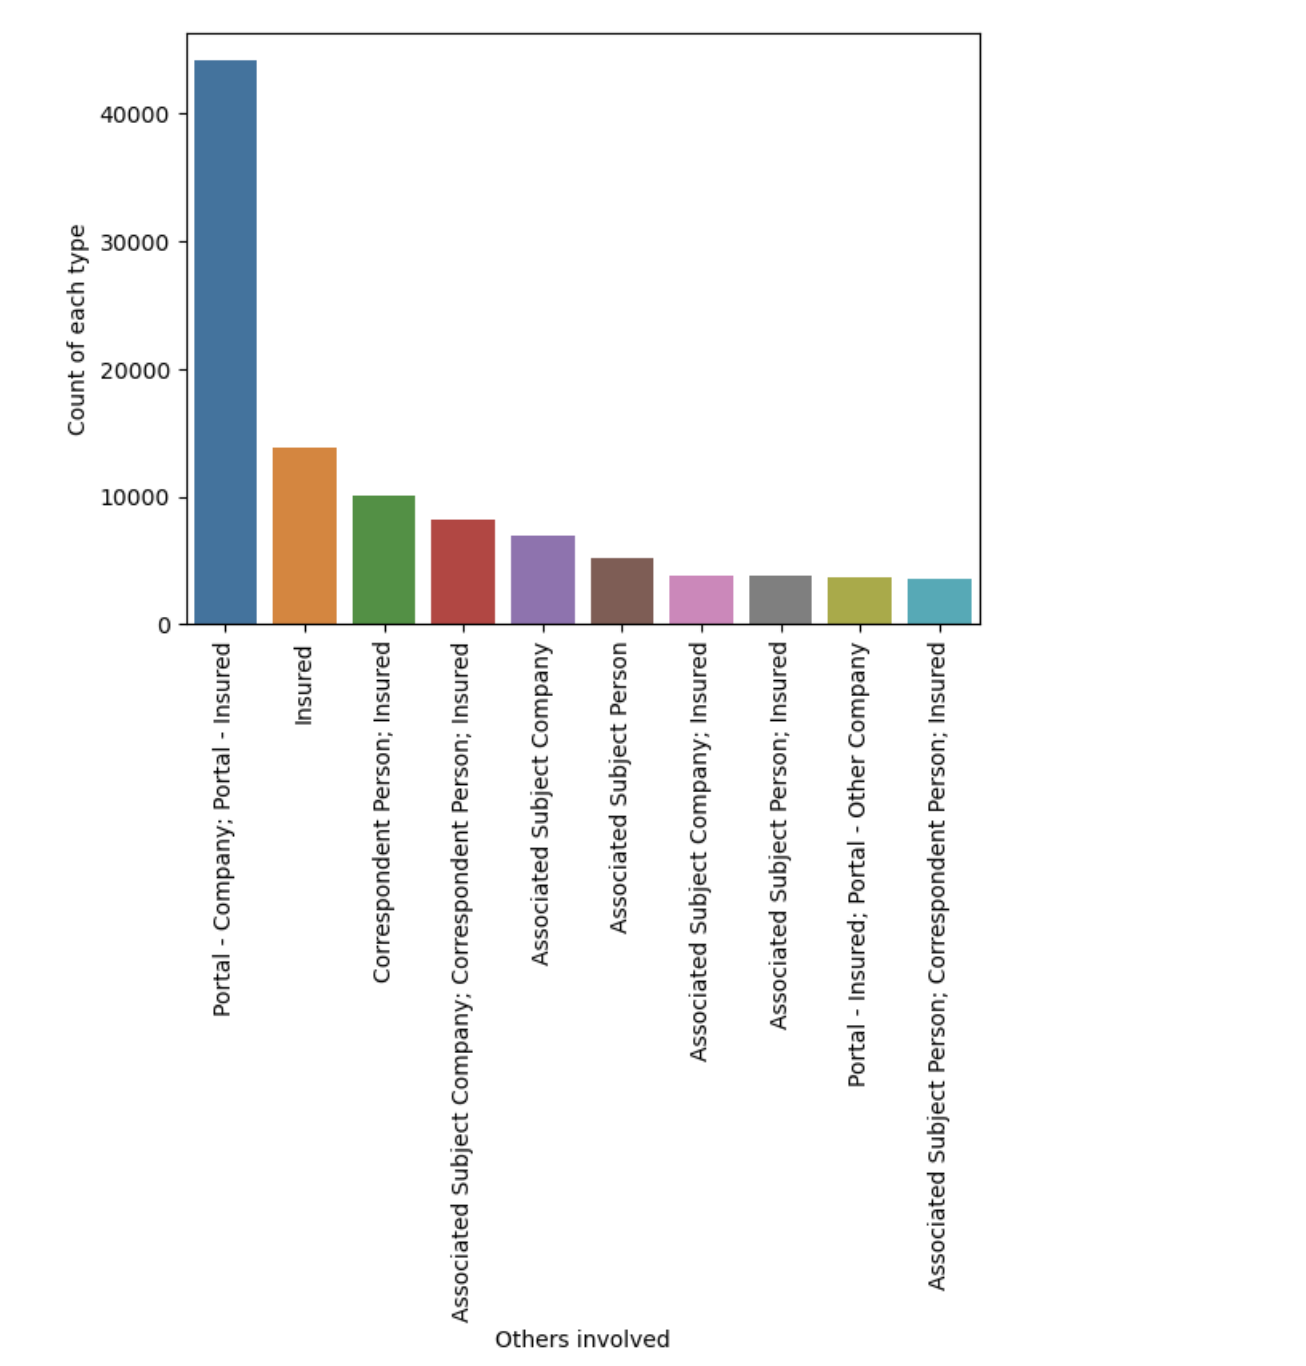 Count of each type
40000
30000
20000
10000
0
Portal - Company; Portal - Insured
Insured
Correspondent Person; Insured
Associated Subject Company; Correspondent Person; Insured
Associated Subject Company
Associated Subject Person
Associated Subject Company; Insured
Associated Subject Person; Insured
Portal - Insured; Portal - Other Company
Associated Subject Person; Correspondent Person; Insured
Others involved